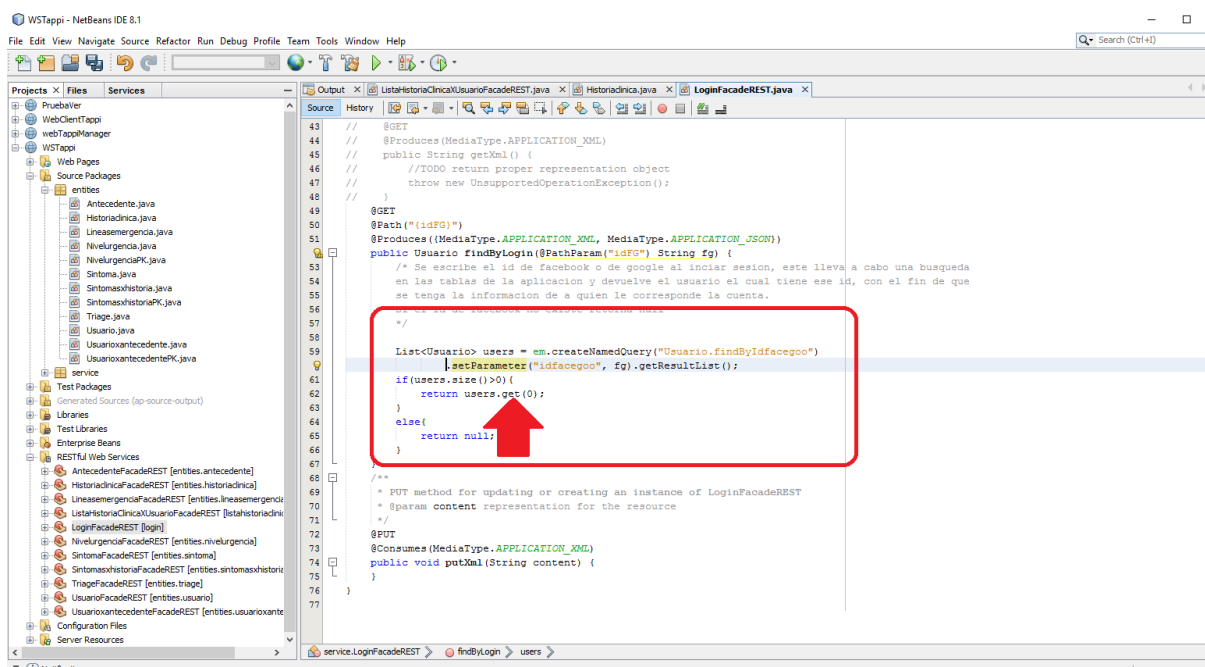 WSTappi - NetBeans IDE 8.1
File Edit View Navigate Source Refactor Run Debug Profile Team Tools Window Help
Search (Ctrl+I)
Projects Files Services
PruebaVer
WebClientTappi
webTappiManager
WSTappi
Web Pages
Source Packages
entities
Antecedente.java
Historiaclinica.java
Lineasemergencia.java
Nivelurgencia.java
NivelurgenciaPK.java
Sintoma.java
Sintomasxhistoria.java
SintomasxhistoriaPK.java
Triage.java
Usuario.java
Usuarioxantecedente.java
UsuarioxantecedentePK.java
service
Test Packages
Generated Sources (ap-source-output)
Libraries
Test Libraries
Enterprise Beans
RESTful Web Services
AntecedenteFacadeREST [entities.antecedente]
HistoriaclinicaFacadeREST [entities.historiaclinica]
LineasemergenciaFacadeREST [entities.lineasemergencia
ListaHistoriaClinicaXUsuarioFacadeREST [listahistoriaclinic
LoginFacadeREST [login]
NivelurgenciaFacadeREST [entities.nivelurgencia]
SintomaFacadeREST [entities.sintoma]
SintomasxhistoriaFacadeREST [entities.sintomasxhistoria
TriageFacadeREST [entities.triage]
UsuarioFacadeREST [entities.usuario]
UsuarioxantecedenteFacadeREST [entities.usuarioxante
Configuration Files
Server Resources
Output ListaHistoriaClinicaXUsuarioFacadeREST.java Historiaclinica.java LoginFacadeREST.java
Source History
43 // @GET
44 // @Produces(MediaType.APPLICATION_XML)
45 // public String getXml() {
46 // //TODO return proper representation object
47 // throw new UnsupportedOperationException();
48 // }
49 @GET
50 @Path("{idFG}")
51 @Produces({MediaType.APPLICATION_XML, MediaType.APPLICATION_JSON})
public Usuario findByLogin(@PathParam("idFG") String fg) {
53 /* Se escribe el id de facebook o de google al inciar sesion, este lleva a cabo una busqueda
54 en las tablas de la aplicacion y devuelve el usuario el cual tiene ese id, con el fin de que
55 se tenga la informacion de a quien le corresponde la cuenta.
56 Si el id de facebook no existe retorna null
57 */
58
59 List<Usuario> users = em.createNamedQuery("Usuario.findByIdfacegoo")
.setParameter("idfacegoo", fg).getResultList();
61 if(users.size()>0){
62 return users.get(0);
63 }
64 else{
65 return null;
66 }
67 }
68 /**
69 * PUT method for updating or creating an instance of LoginFacadeREST
70 * @param content representation for the resource
71 */
72 @PUT
73 @Consumes(MediaType.APPLICATION_XML)
74 public void putXml(String content) {
75 }
76 }
77
service.LoginFacadeREST findByLogin users